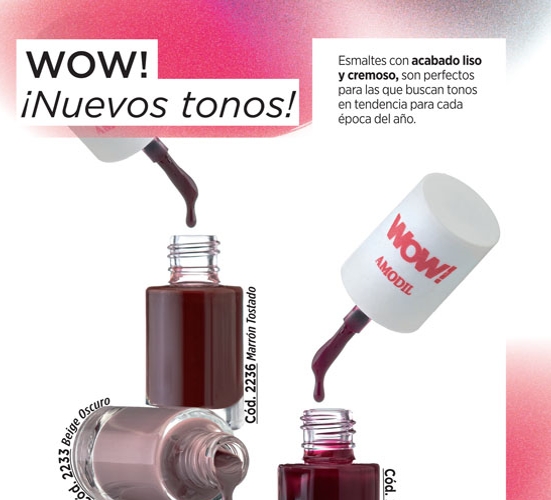 WOW!
¡Nuevos tonos!
Esmaltes con acabado liso
y cremoso, son perfectos
para las que buscan tonos
en tendencia para cada
época del año.
WOW!
AMODIL
Cód. 2236 Marrón Tostado
Cód. 2233 Beige Oscuro
Cód.